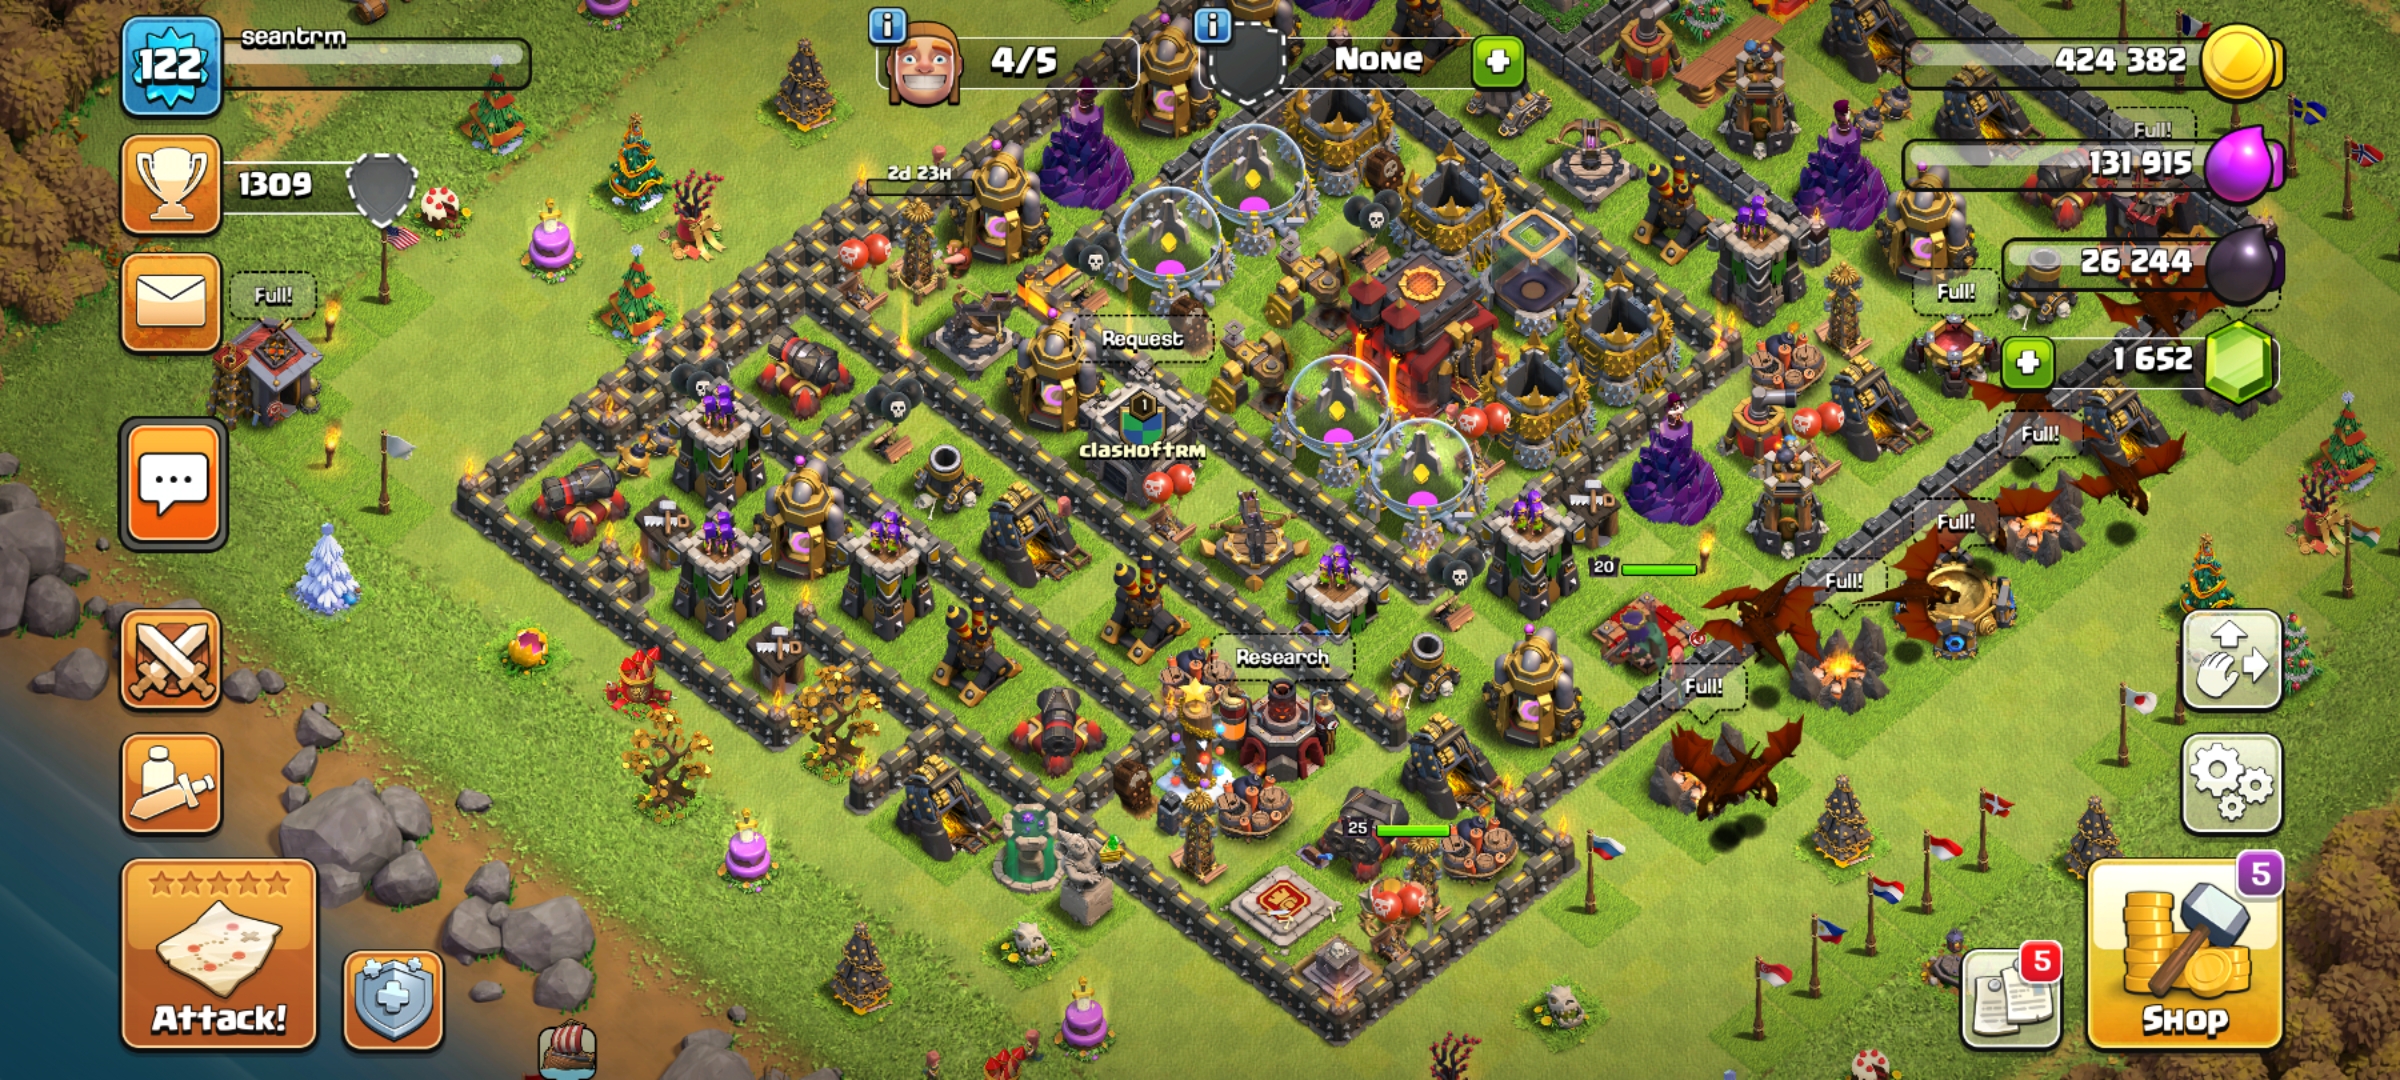 122
seantrm
4/5
None
424 382
Full!
131 915
1309
2d 23h
26 244
Full!
Full!
Request
1 652
1
clashoftrm
Full!
Full!
20
Full!
Research
Full!
25
5
Attack!
5
Shop